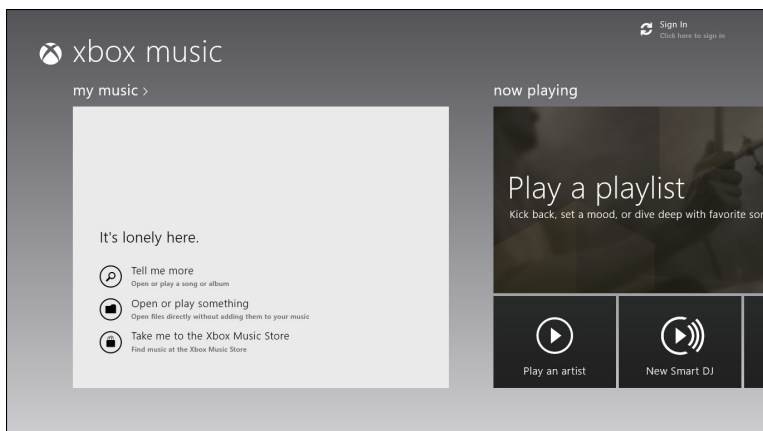 Sign In
Click here to sign in
xbox music
my music >
now playing
It's lonely here.
Tell me more
Open or play a song or album
Open or play something
Open files directly without adding them to your music
Take me to the Xbox Music Store
Find music at the Xbox Music Store
Play a playlist
Kick back, set a mood, or dive deep with favorite sor
Play an artist
New Smart DJ